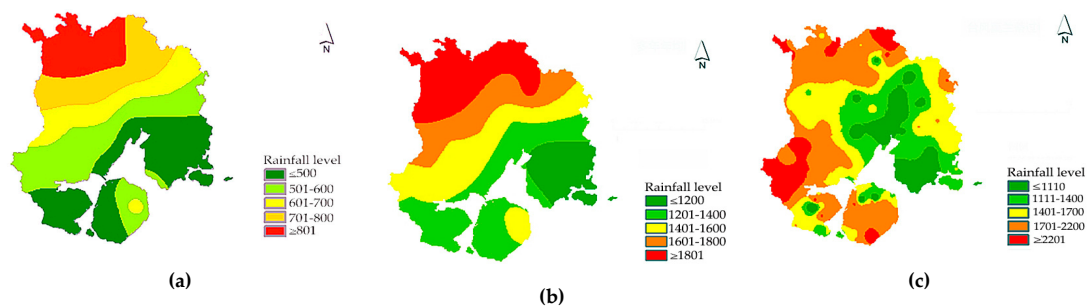 N
Rainfall level
≤500
501-600
601-700
701-800
≥801
(a)
N
Rainfall level
≤1200
1201-1400
1401-1600
1601-1800
≥1801
(b)
N
Rainfall level
≤1110
1111-1400
1401-1700
1701-2200
≥2201
(c)